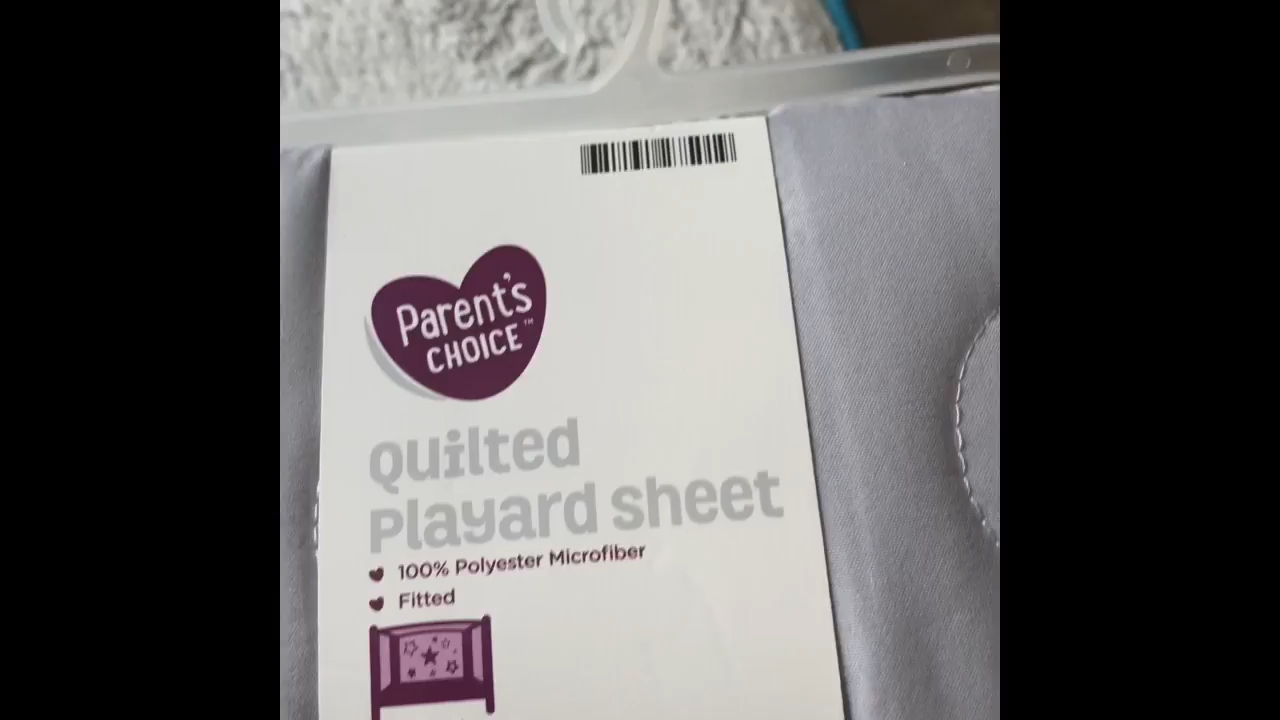 Parent's
CHOICE™
Quilted
Playard sheet
100% Polyester Microfiber
Fitted